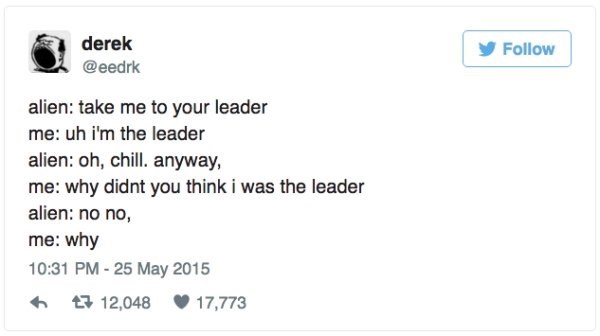 derek
@eedrk
Follow
alien: take me to your leader
me: uh i'm the leader
alien: oh, chill. anyway,
me: why didnt you think i was the leader
alien: no no,
me: why
10:31 PM - 25 May 2015
12,048 17,773